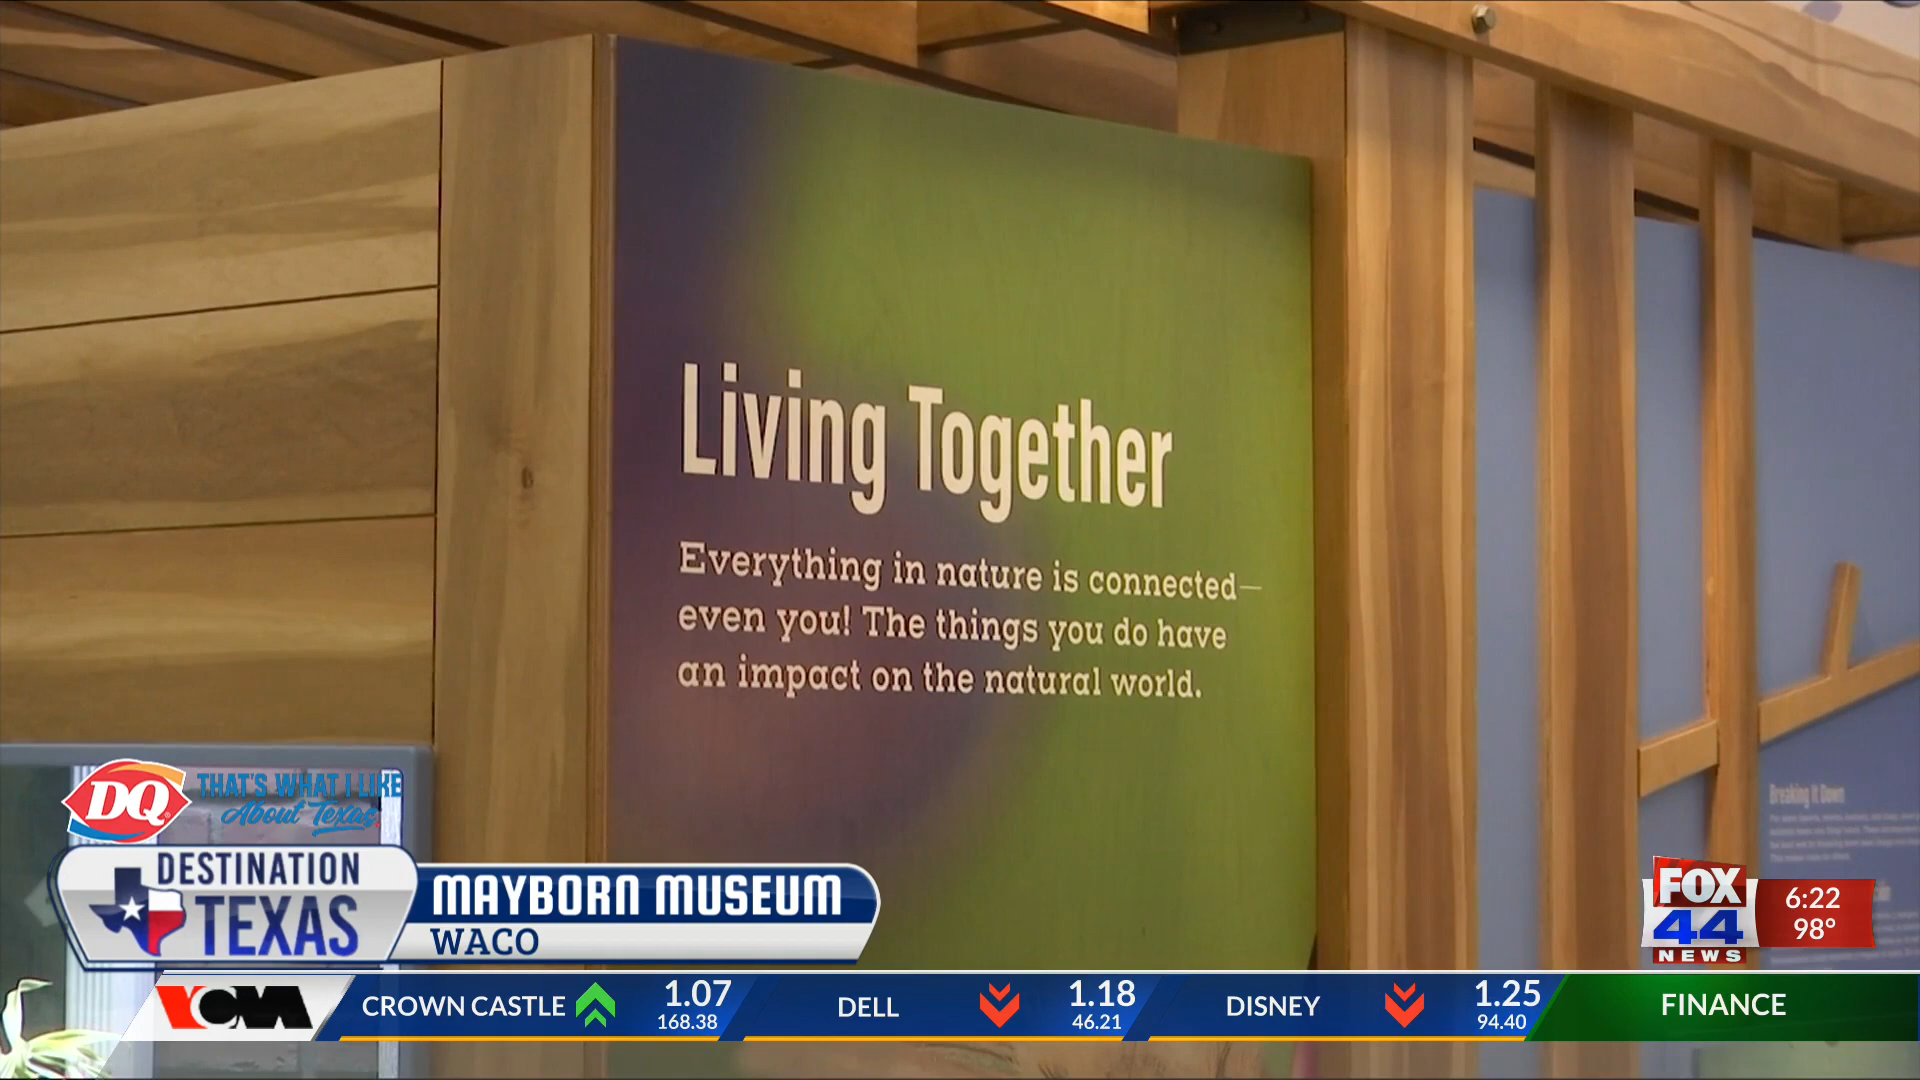 Living Together
Everything in nature is connected—
even you! The things you do have
an impact on the natural world.
Breaking It Down
DQ
THAT'S WHAT I LIKE
About Texas
DESTINATION
TEXAS
MAYBORN MUSEUM
WACO
FOX
44
NEWS
6:22
98°
CROWN CASTLE 1.07
168.38
DELL 1.18
46.21
DISNEY 1.25
94.40
FINANCE